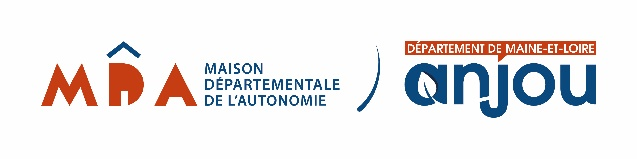 MDA
MAISON
DÉPARTEMENTALE
DE L'AUTONOMIE
DÉPARTEMENT DE MAINE-ET-LOIRE
anjou